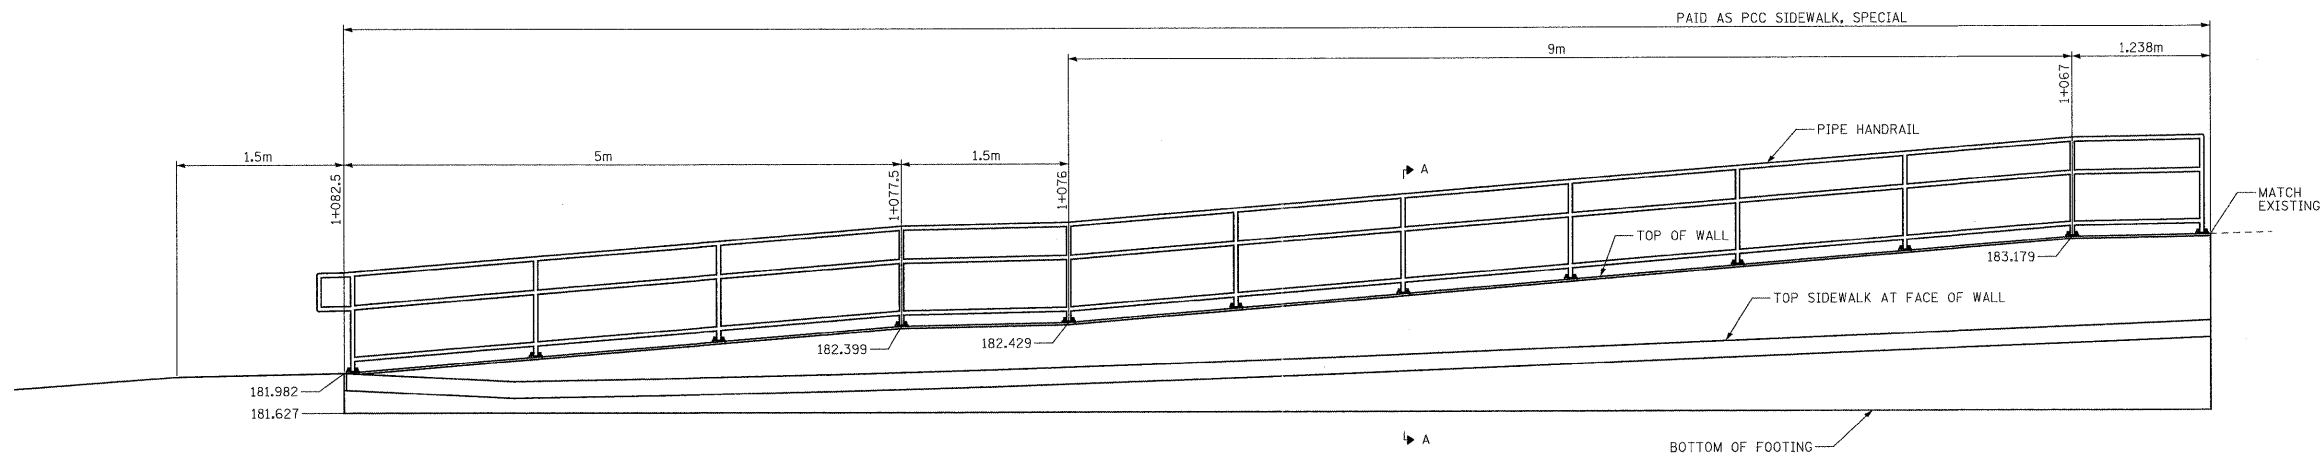 PAID AS PCC SIDEWALK, SPECIAL
9m
1.238m
1+067
PIPE HANDRAIL
1.5m
5m
1.5m
A
1+082.5
1+077.5
1+076
MATCH
EXISTING
TOP OF WALL
183.179
TOP SIDEWALK AT FACE OF WALL
182.399
182.429
181.982
181.627
A
BOTTOM OF FOOTING